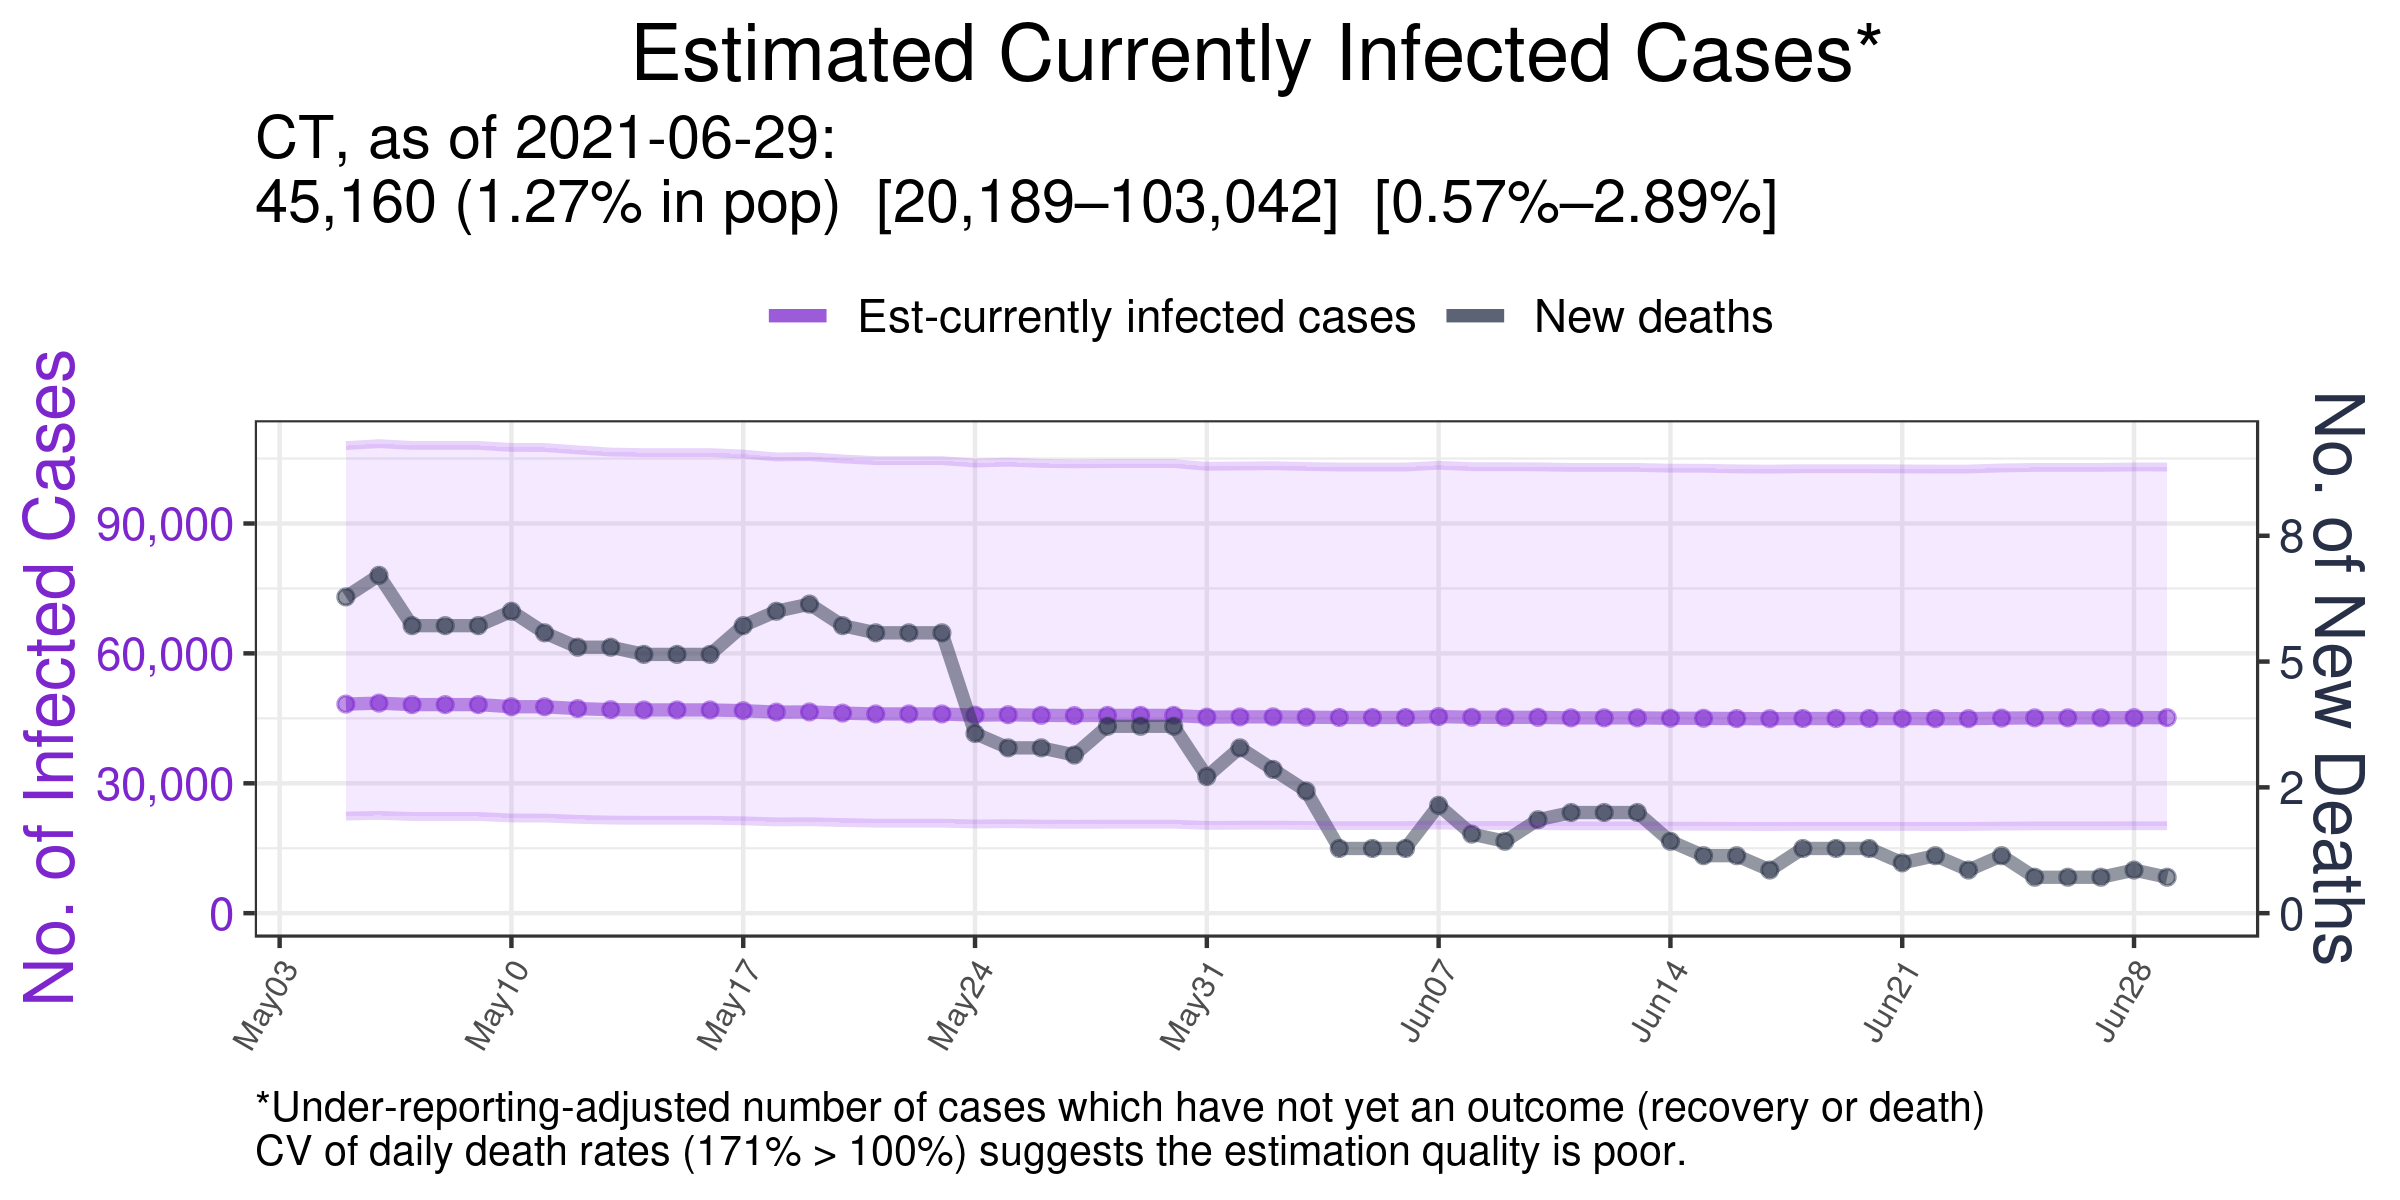 Estimated Currently Infected Cases*
CT, as of 2021-06-29:
45,160 (1.27% in pop)  [20,189–103,042]  [0.57%–2.89%]
Est-currently infected cases
New deaths
No. of Infected Cases
90,000
60,000
30,000
0
8
5
2
0
No. of New Deaths
May03
May10
May17
May24
May31
Jun07
Jun14
Jun21
Jun28
*Under-reporting-adjusted number of cases which have not yet an outcome (recovery or death)
CV of daily death rates (171% > 100%) suggests the estimation quality is poor.